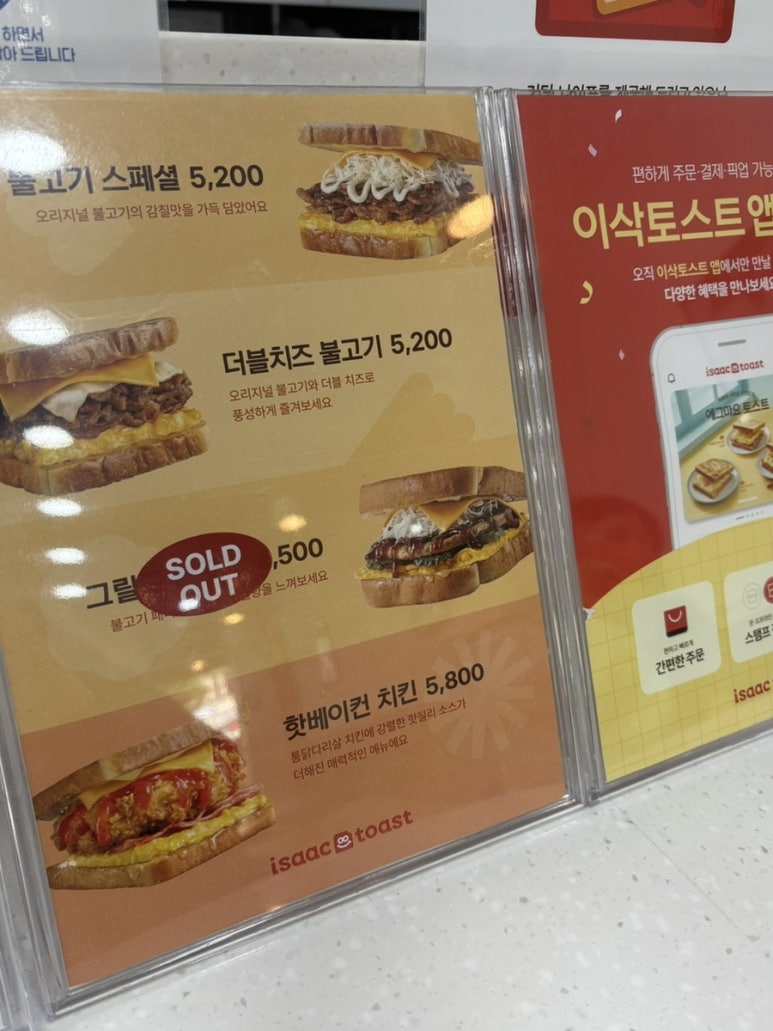 하면서
드립니다
불고기 스페셜 5,200
오리지널 불고기의 감칠맛을 가득 담았어요
더블치즈 불고기 5,200
오리지널 불고기와 더블 치즈로
풍성하게 즐겨보세요
SOLD
OUT
,500
불고기
느껴보세요
핫베이컨 치킨 5,800
통닭다리살 치킨에 강렬한 핫칠리 소스가
더해진 매력적인 메뉴예요
isaac toast
편하게 주문·결제·픽업
이삭토스트 앱
오직 이삭토스트 앱에서만 만날
다양한 혜택을 만나보세요
isaac toast
에그마요 토스트
편하고 빠르게
간편한 주문
스탬프
isaac